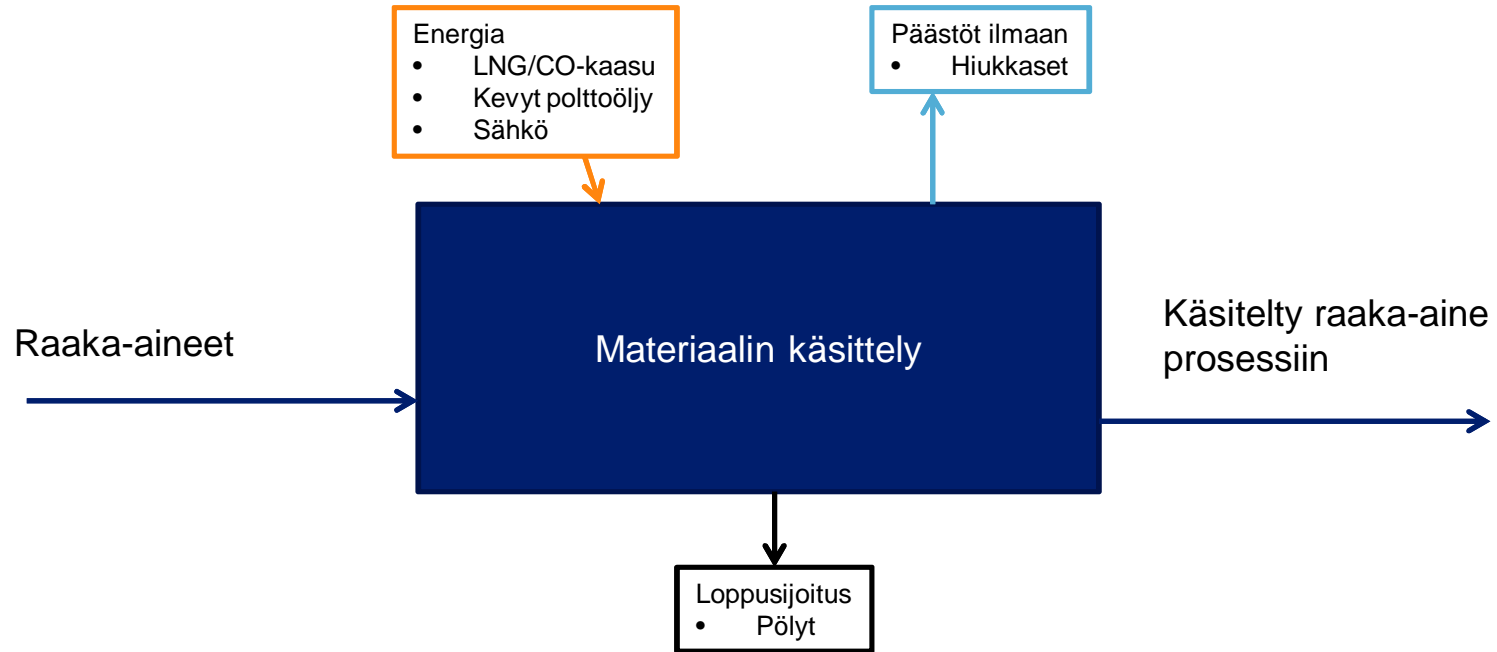 Energia
• LNG/CO-kaasu
• Kevyt polttoöljy
• Sähkö
Päästöt ilmaan
• Hiukkaset
Raaka-aineet
Materiaalin käsittely
Käsitelty raaka-aine
prosessiin
Loppusijoitus
• Pölyt